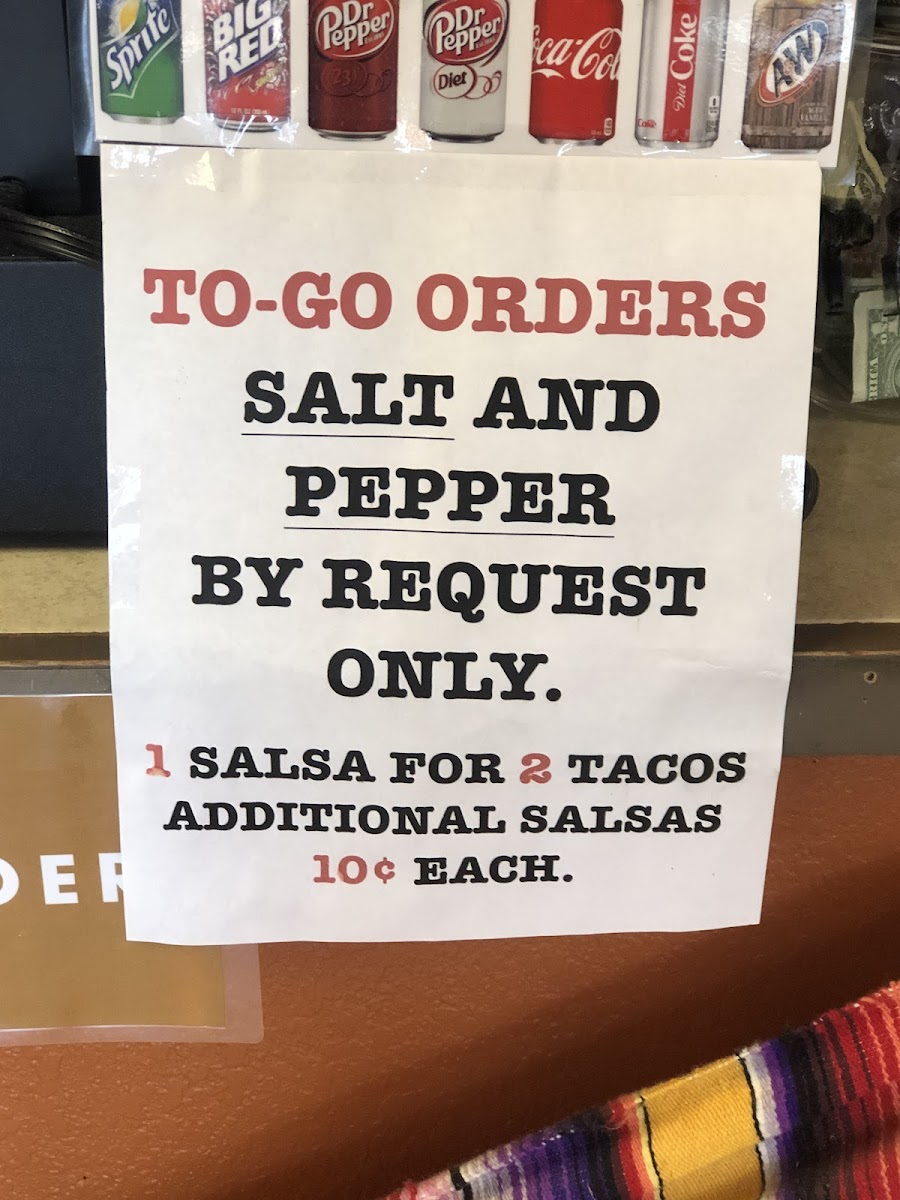 Sprite
BIG RED
Dr Pepper
23
Dr Pepper
Diet
Coca-Cola
Diet Coke
A&W
TO-GO ORDERS
SALT AND
PEPPER
BY REQUEST
ONLY.
1 SALSA FOR 2 TACOS
ADDITIONAL SALSAS
10¢ EACH.
DER